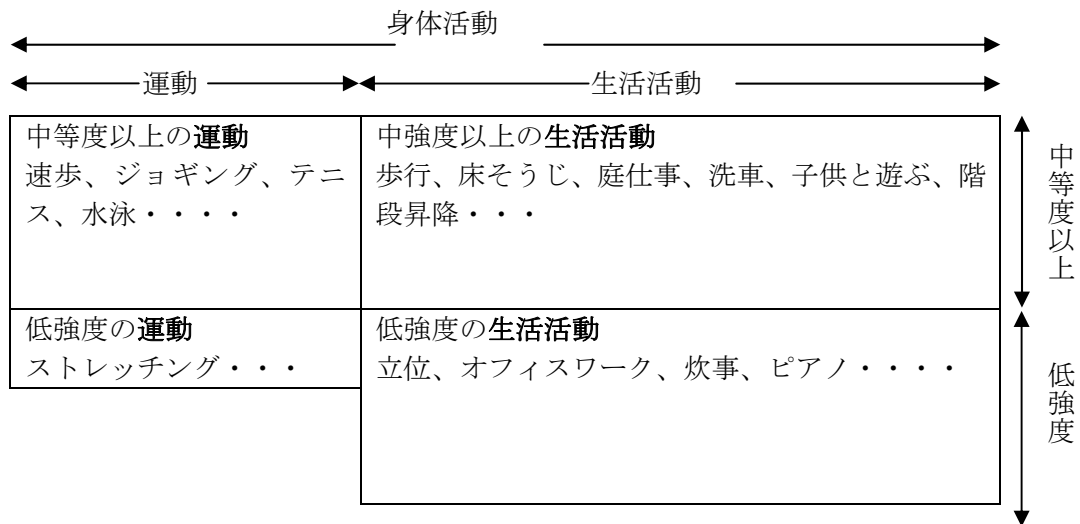 身体活動
運動
生活活動
中等度以上の運動
速歩、ジョギング、テニ
ス、水泳・・・・
中強度以上の生活活動
歩行、床そうじ、庭仕事、洗車、子供と遊ぶ、階
段昇降・・・
中等度以上
低強度の運動
ストレッチング・・・
低強度の生活活動
立位、オフィスワーク、炊事、ピアノ・・・・
低強度